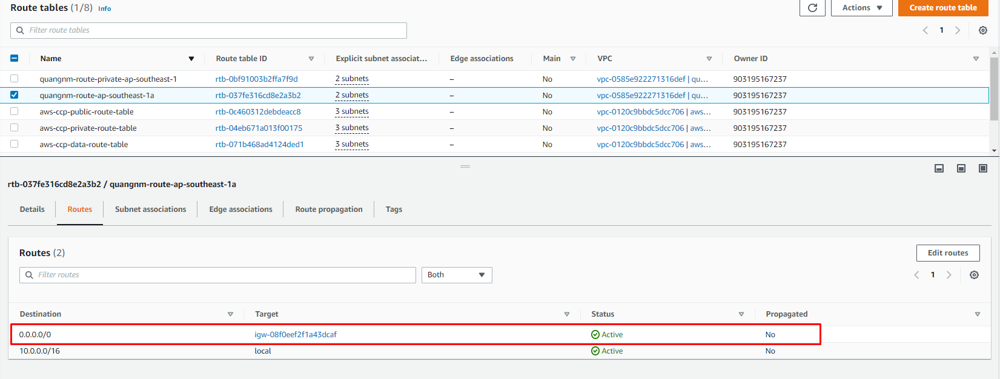 Route tables (1/8) Info
Actions
Create route table
Filter route tables
1
Name Route table ID Explicit subnet associat... Edge associations Main VPC Owner ID
quangnm-route-private-ap-southeast-1 rtb-0bf91003b2ffa7f9d 2 subnets – No vpc-0585e922271316def | qu... 903195167237
quangnm-route-ap-southeast-1a rtb-037fe316cd8e2a3b2 2 subnets – No vpc-0585e922271316def | qu... 903195167237
aws-ccp-public-route-table rtb-0c460312debdeacc8 3 subnets – No vpc-0120c9bbdc5dcc706 | aws... 903195167237
aws-ccp-private-route-table rtb-04eb671a013f00175 3 subnets – No vpc-0120c9bbdc5dcc706 | aws... 903195167237
aws-ccp-data-route-table rtb-071b468ad4124ded1 3 subnets – No vpc-0120c9bbdc5dcc706 | aws... 903195167237
rtb-037fe316cd8e2a3b2 / quangnm-route-ap-southeast-1a
Details Routes Subnet associations Edge associations Route propagation Tags
Routes (2)
Edit routes
Filter routes
Both
1
Destination Target Status Propagated
0.0.0.0/0 igw-08f0eef2f1a43dcaf Active No
10.0.0.0/16 local Active No